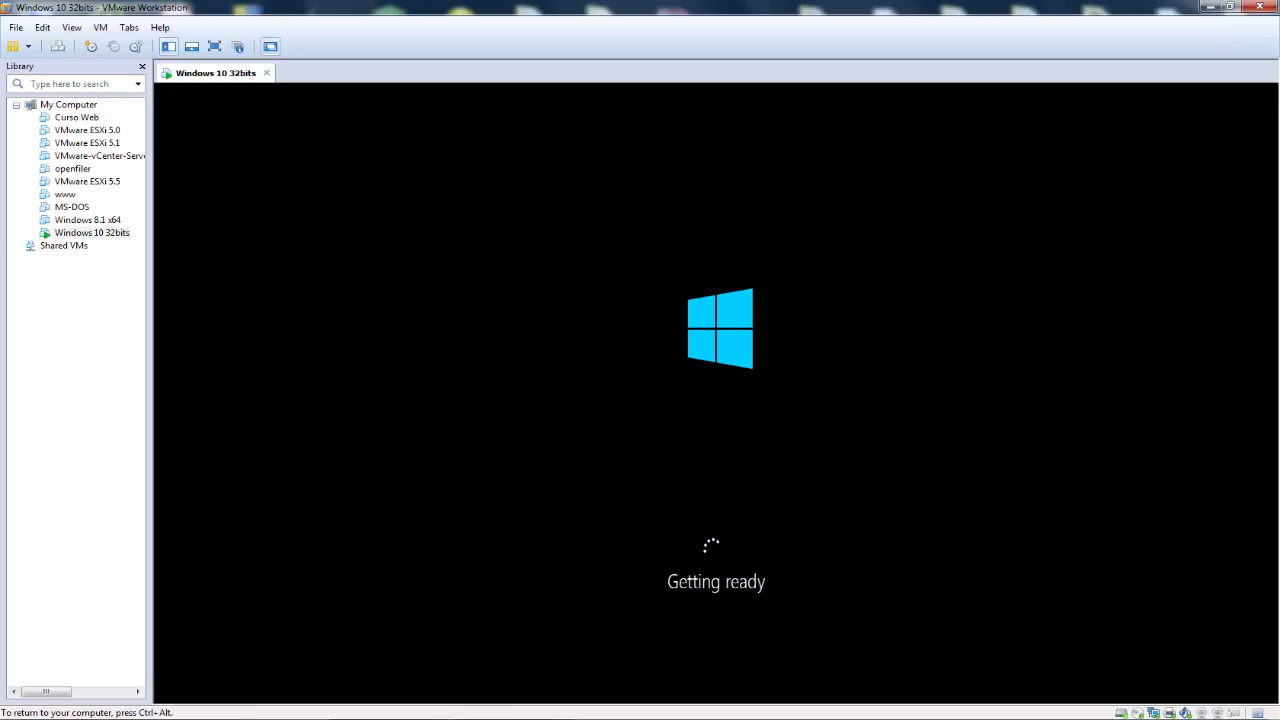 Windows 10 32bits - VMware Workstation
File Edit View VM Tabs Help
Library
Type here to search
Windows 10 32bits
My Computer
Curso Web
VMware ESXi 5.0
VMware ESXi 5.1
VMware-vCenter-Serve
openfiler
VMware ESXi 5.5
www
MS-DOS
Windows 8.1 x64
Windows 10 32bits
Shared VMs
Getting ready
To return to your computer, press Ctrl+Alt.